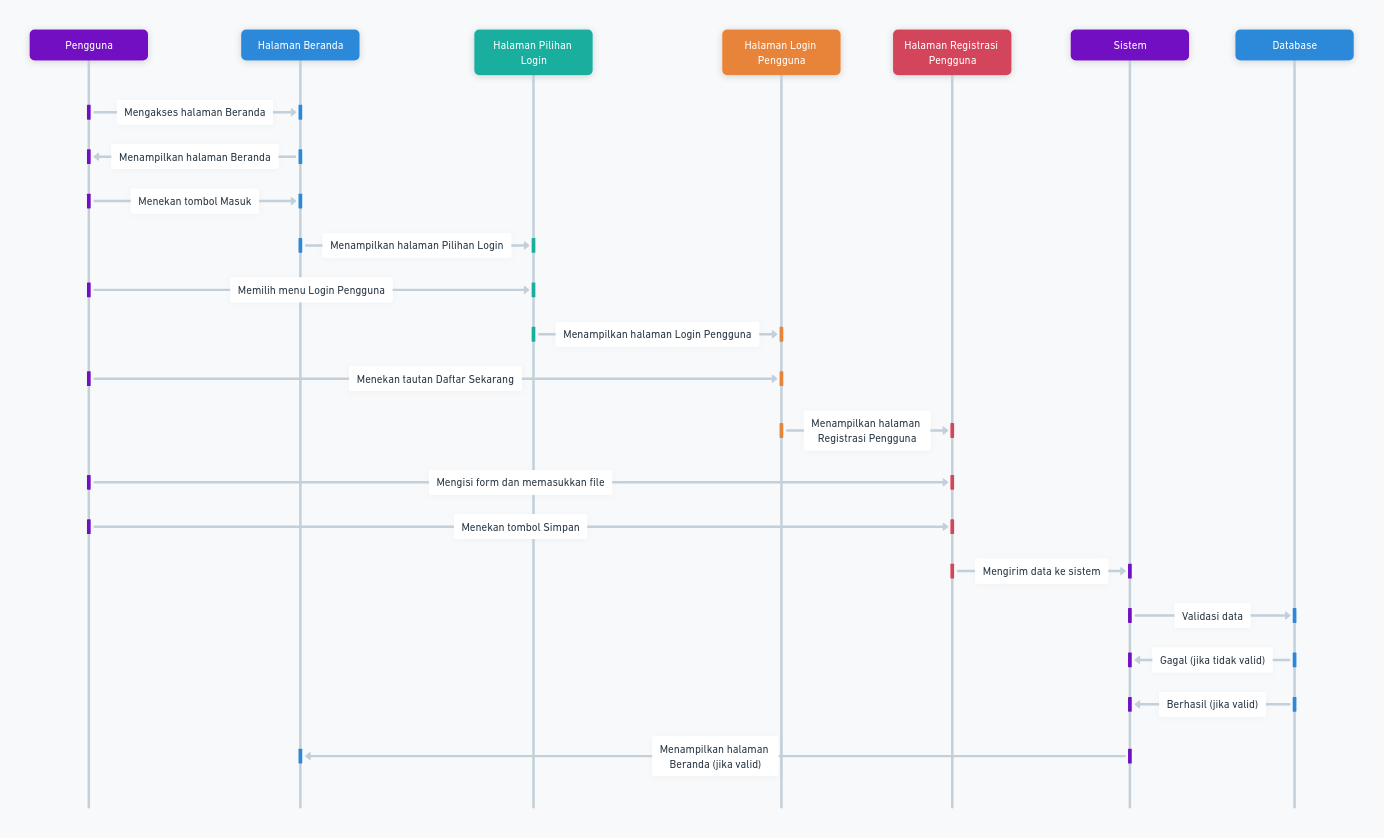 Pengguna
Halaman Beranda
Halaman Pilihan
Login
Halaman Login
Pengguna
Halaman Registrasi
Pengguna
Sistem
Database
Mengakses halaman Beranda
Menampilkan halaman Beranda
Menekan tombol Masuk
Menampilkan halaman Pilihan Login
Memilih menu Login Pengguna
Menampilkan halaman Login Pengguna
Menekan tautan Daftar Sekarang
Menampilkan halaman
Registrasi Pengguna
Mengisi form dan memasukkan file
Menekan tombol Simpan
Mengirim data ke sistem
Validasi data
Gagal (jika tidak valid)
Berhasil (jika valid)
Menampilkan halaman
Beranda (jika valid)